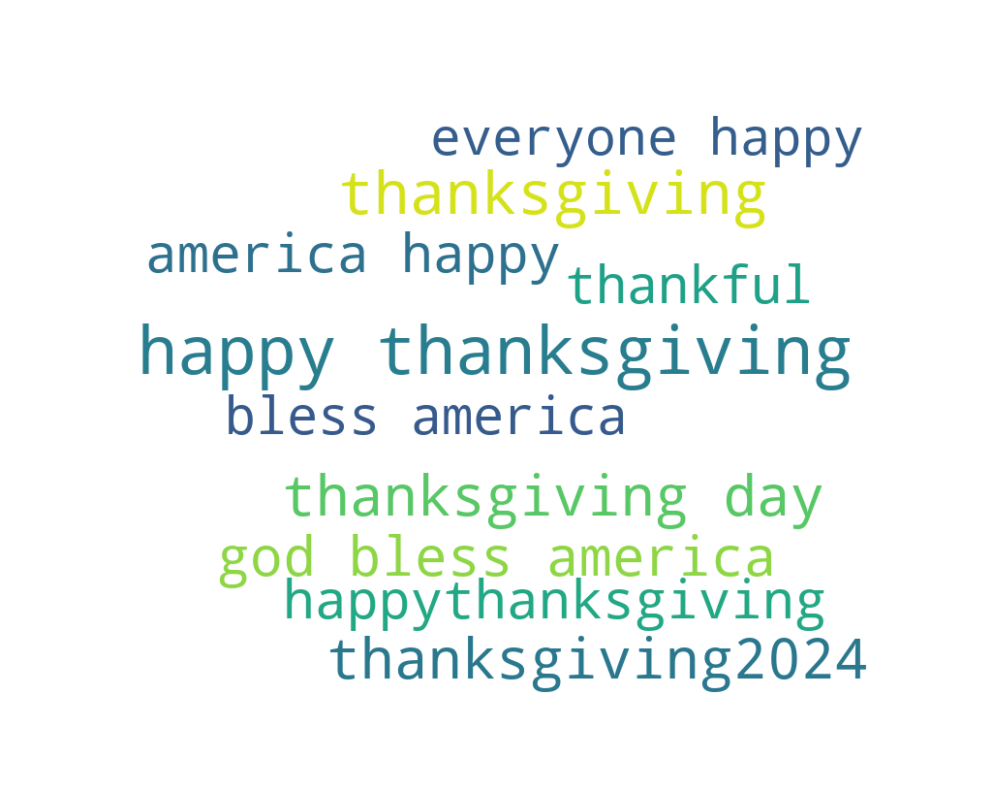 everyone happy
thanksgiving
america happy
thankful
happy thanksgiving
bless america
thanksgiving day
god bless america
happythanksgiving
thanksgiving2024